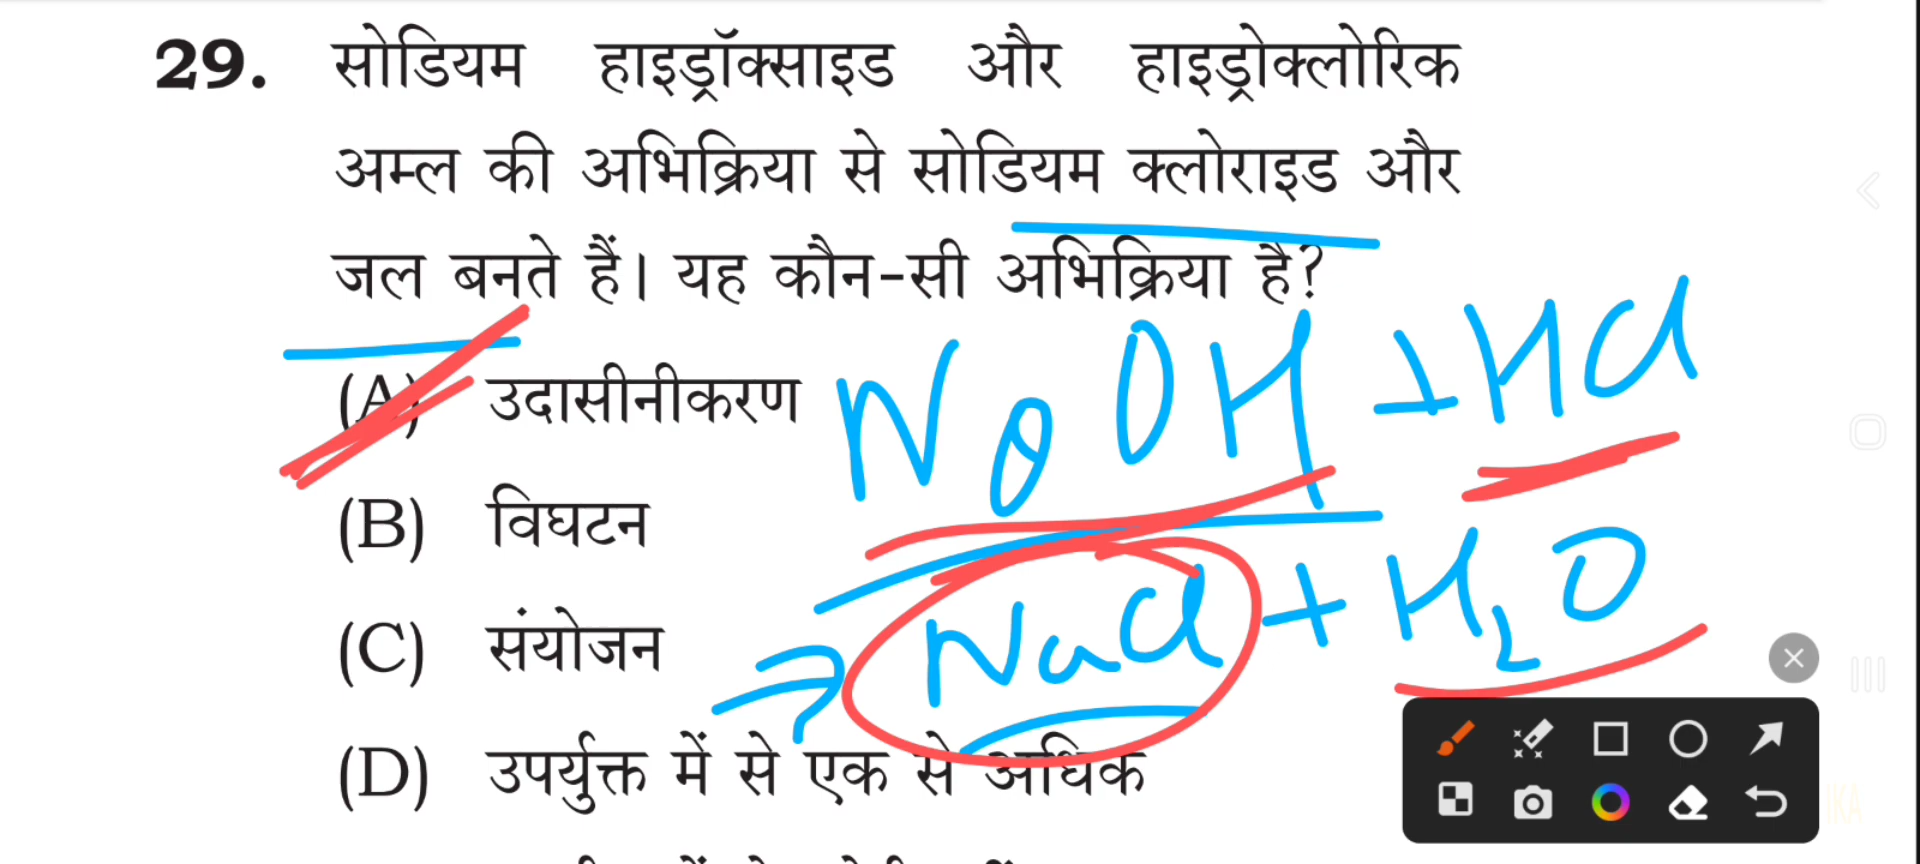 29. सोडियम हाइड्रॉक्साइड और हाइड्रोक्लोरिक
अम्ल की अभिक्रिया से सोडियम क्लोराइड और
जल बनते हैं। यह कौन-सी अभिक्रिया है?
(A) उदासीनीकरण
NaOH + HCl
(B) विघटन
(C) संयोजन
⇒ NaCl + H₂O
(D) उपर्युक्त में से एक से अधिक